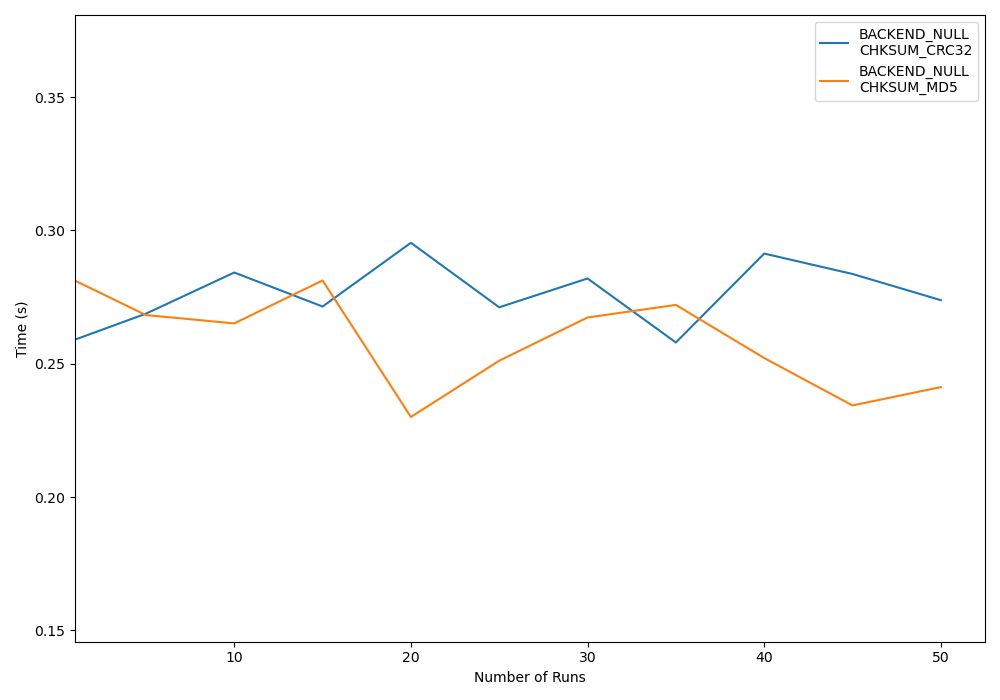 BACKEND_NULL
CHKSUM_CRC32
BACKEND_NULL
CHKSUM_MD5
0.35
0.30
0.25
0.20
0.15
Time (s)
10 20 30 40 50
Number of Runs